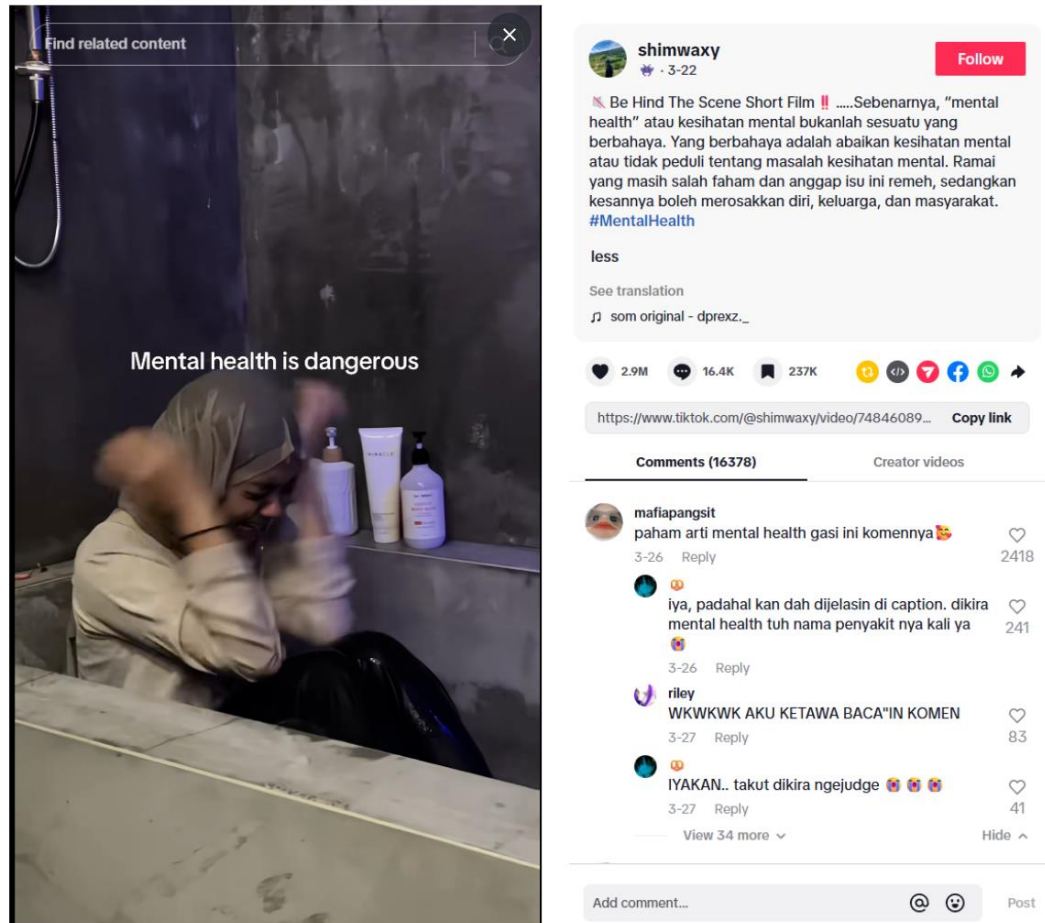 Find related content
Mental health is dangerous
MIRACLE
shimwaxy
· 3-22
Follow
Be Hind The Scene Short Film ‼️ .....Sebenarnya, “mental
health” atau kesihatan mental bukanlah sesuatu yang
berbahaya. Yang berbahaya adalah abaikan kesihatan mental
atau tidak peduli tentang masalah kesihatan mental. Ramai
yang masih salah faham dan anggap isu ini remeh, sedangkan
kesannya boleh merosakkan diri, keluarga, dan masyarakat.
#MentalHealth
less
See translation
♫ som original - dprexz._
2.9M 16.4K 237K
https://www.tiktok.com/@shimwaxy/video/74846089... Copy link
Comments (16378) Creator videos
mafiapangsit
paham arti mental health gasi ini komennya🥰
3-26 Reply 2418
iya, padahal kan dah dijelasin di caption. dikira
mental health tuh nama penyakit nya kali ya
😭
241
3-26 Reply
riley
WKWKWK AKU KETAWA BACA"IN KOMEN
3-27 Reply 83
IYAKAN.. takut dikira ngejudge 😭 😭 😭
3-27 Reply 41
View 34 more Hide
Add comment... @ Post